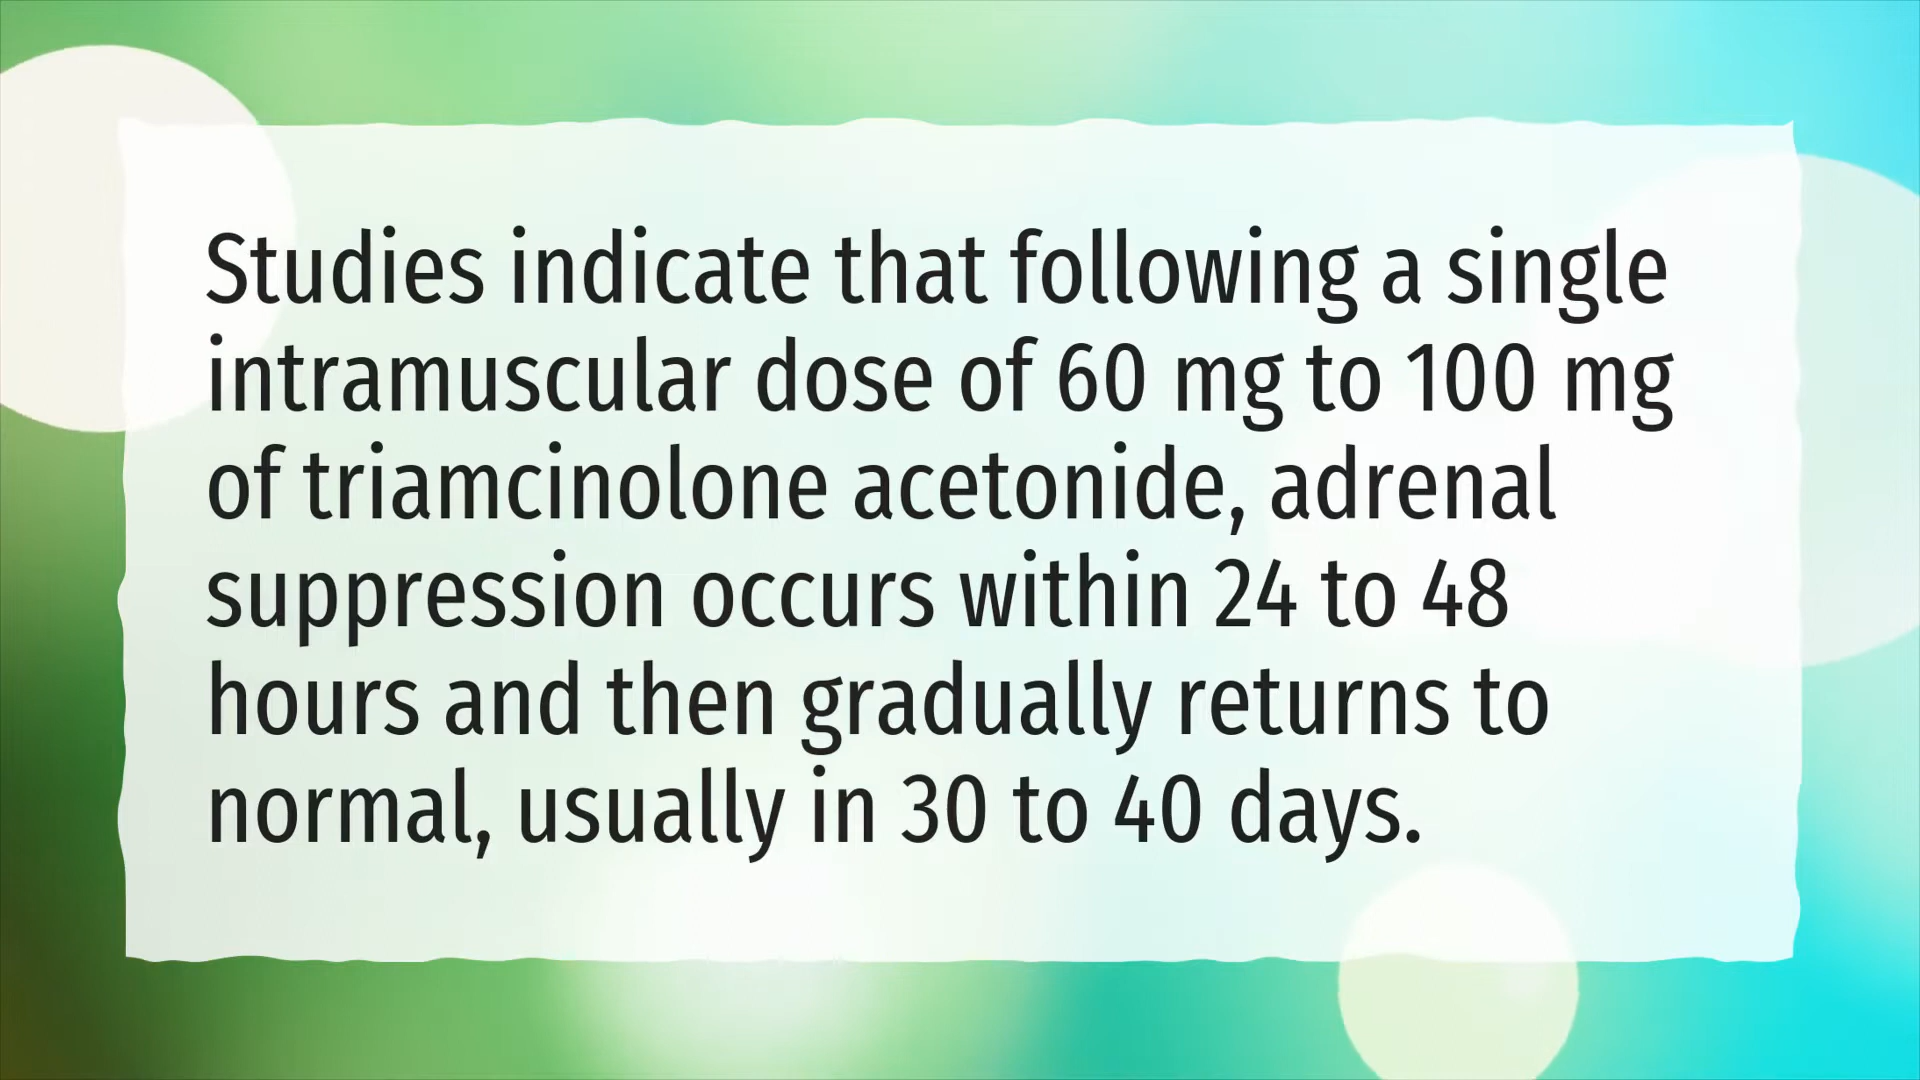 Studies indicate that following a single
intramuscular dose of 60 mg to 100 mg
of triamcinolone acetonide, adrenal
suppression occurs within 24 to 48
hours and then gradually returns to
normal, usually in 30 to 40 days.